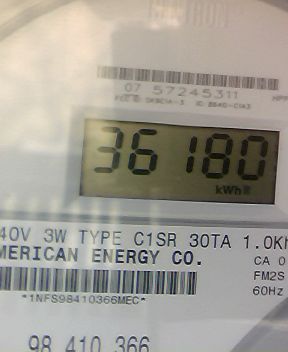 07 57245311
36180
kWh
40V 3W TYPE C1SR 30TA 1.0Kh
MERICAN ENERGY CO.
CA 0
FM2S
*1NFS98410366MEC*
60Hz
98 410 366